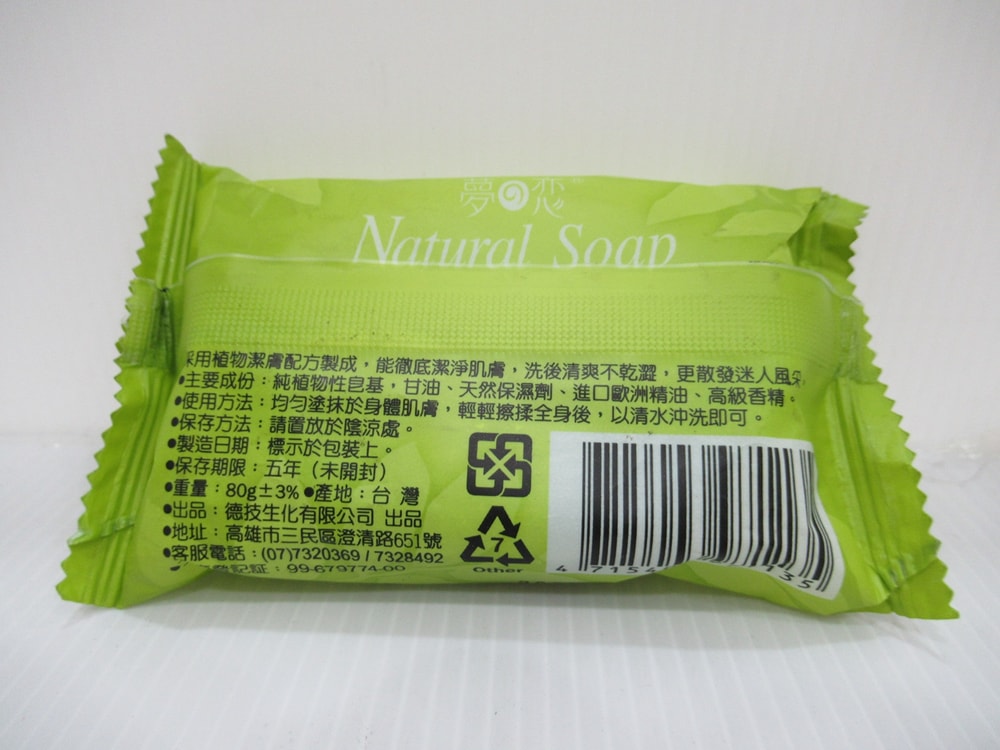 夢 恋
Natural Soap
採用植物潔膚配方製成，能徹底潔淨肌膚，洗後清爽不乾澀，更散發迷人風采
●主要成份：純植物性皂基，甘油、天然保濕劑、進口歐洲精油、高級香精。
●使用方法：均勻塗抹於身體肌膚，輕輕擦揉全身後，以清水沖洗即可。
●保存方法：請置放於陰涼處。
●製造日期：標示於包裝上。
●保存期限：五年（未開封）
●重量：80g±3% ●產地：台 灣
●出品：德技生化有限公司 出品
●地址：高雄市三民區澄清路651號
●客服電話：(07)7320369 / 7328492
記証：99-679774-00
7
Other
4 7154
35